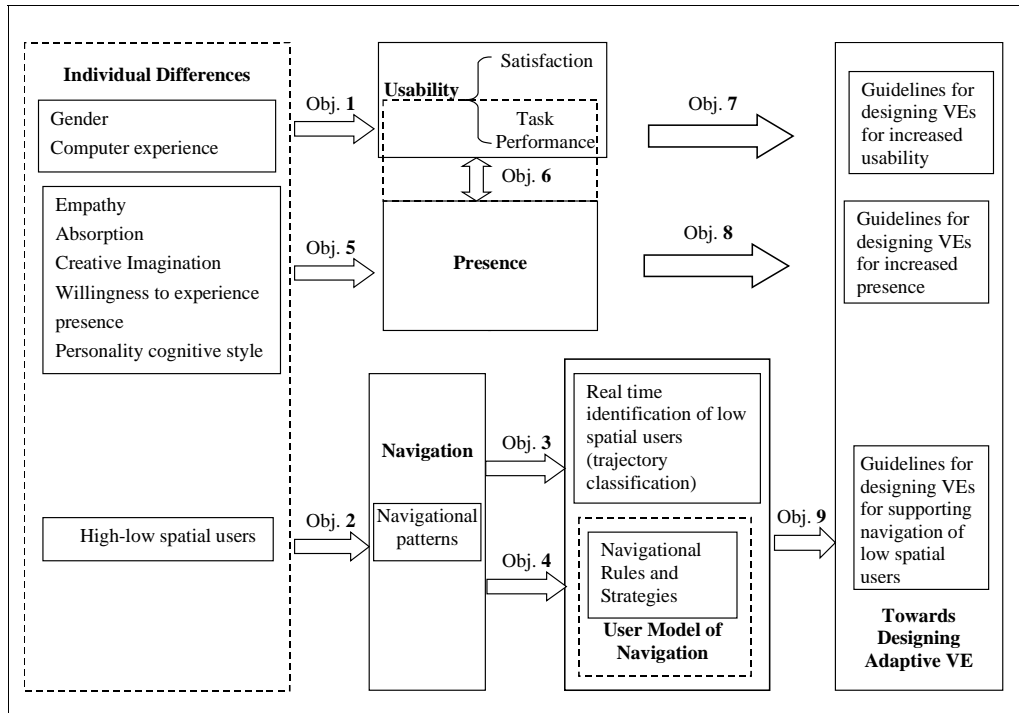 Individual Differences
Gender
Computer experience
Empathy
Absorption
Creative Imagination
Willingness to experience
presence
Personality cognitive style
High-low spatial users
Obj. 1
Obj. 5
Obj. 2
Usability
Satisfaction
Task
Performance
Obj. 6
Presence
Navigation
Navigational
patterns
Obj. 3
Obj. 4
Real time
identification of low
spatial users
(trajectory
classification)
Navigational
Rules and
Strategies
User Model of
Navigation
Obj. 7
Obj. 8
Obj. 9
Guidelines for
designing VEs
for increased
usability
Guidelines for
designing VEs
for increased
presence
Guidelines for
designing VEs
for supporting
navigation of
low spatial
users
Towards
Designing
Adaptive VE